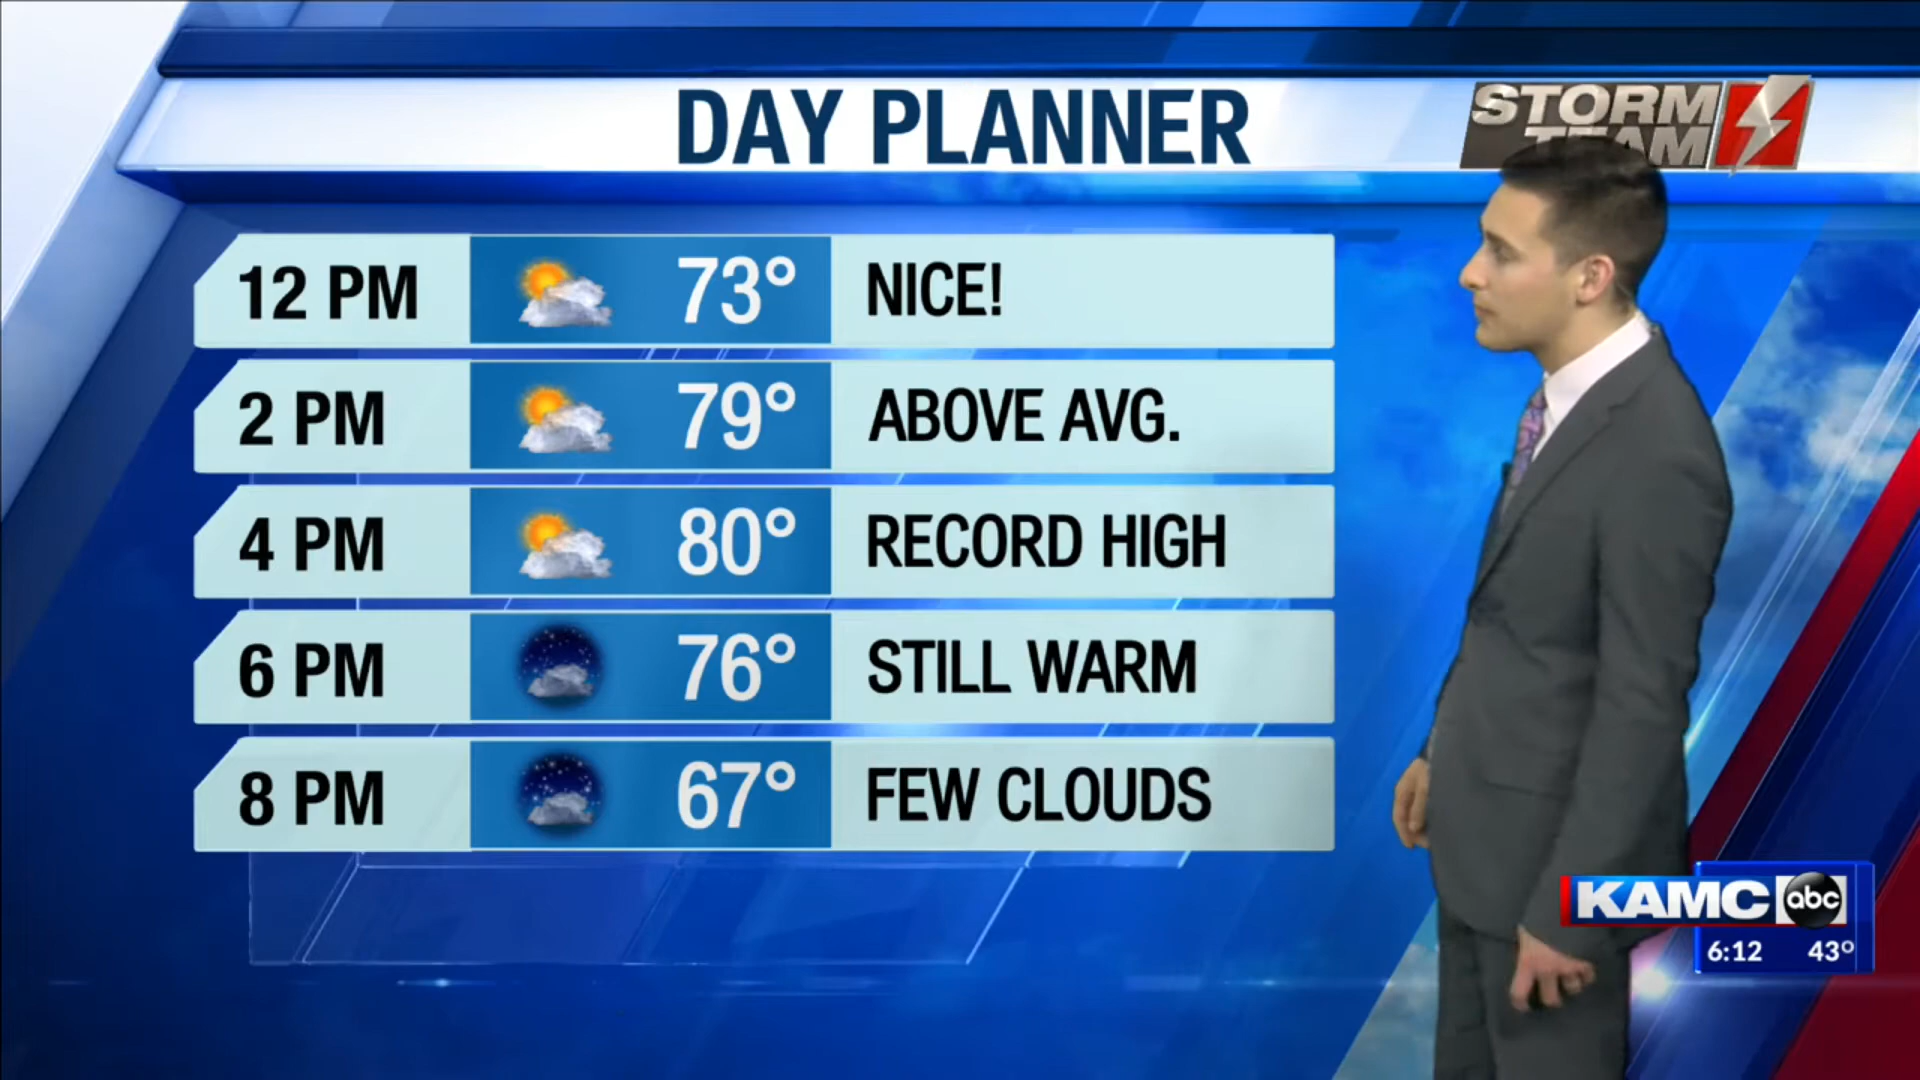 DAY PLANNER
STORM
TEAM
12 PM 73° NICE!
2 PM 79° ABOVE AVG.
4 PM 80° RECORD HIGH
6 PM 76° STILL WARM
8 PM 67° FEW CLOUDS
KAMC abc
6:12 43°